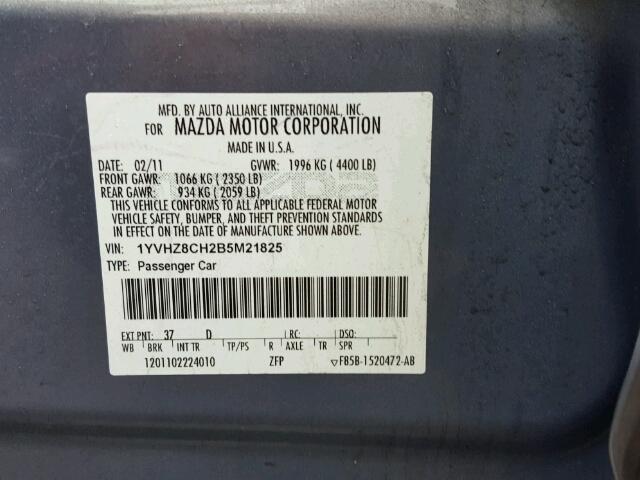 MFD. BY AUTO ALLIANCE INTERNATIONAL, INC.
FOR MAZDA MOTOR CORPORATION
MADE IN U.S.A.
DATE: 02/11 GVWR: 1996 KG ( 4400 LB)
FRONT GAWR: 1066 KG ( 2350 LB)
REAR GAWR: 934 KG ( 2059 LB)
THIS VEHICLE CONFORMS TO ALL APPLICABLE FEDERAL MOTOR
VEHICLE SAFETY, BUMPER, AND THEFT PREVENTION STANDARDS
IN EFFECT ON THE DATE OF MANUFACTURE SHOWN ABOVE.
VIN: 1YVHZ8CH2B5M21825
TYPE: Passenger Car
EXT PNT: 37 D RC: DSO:
WB BRK INT TR TP/PS R AXLE TR SPR
1201102224010 ZFP ▽FB5B-1520472-AB